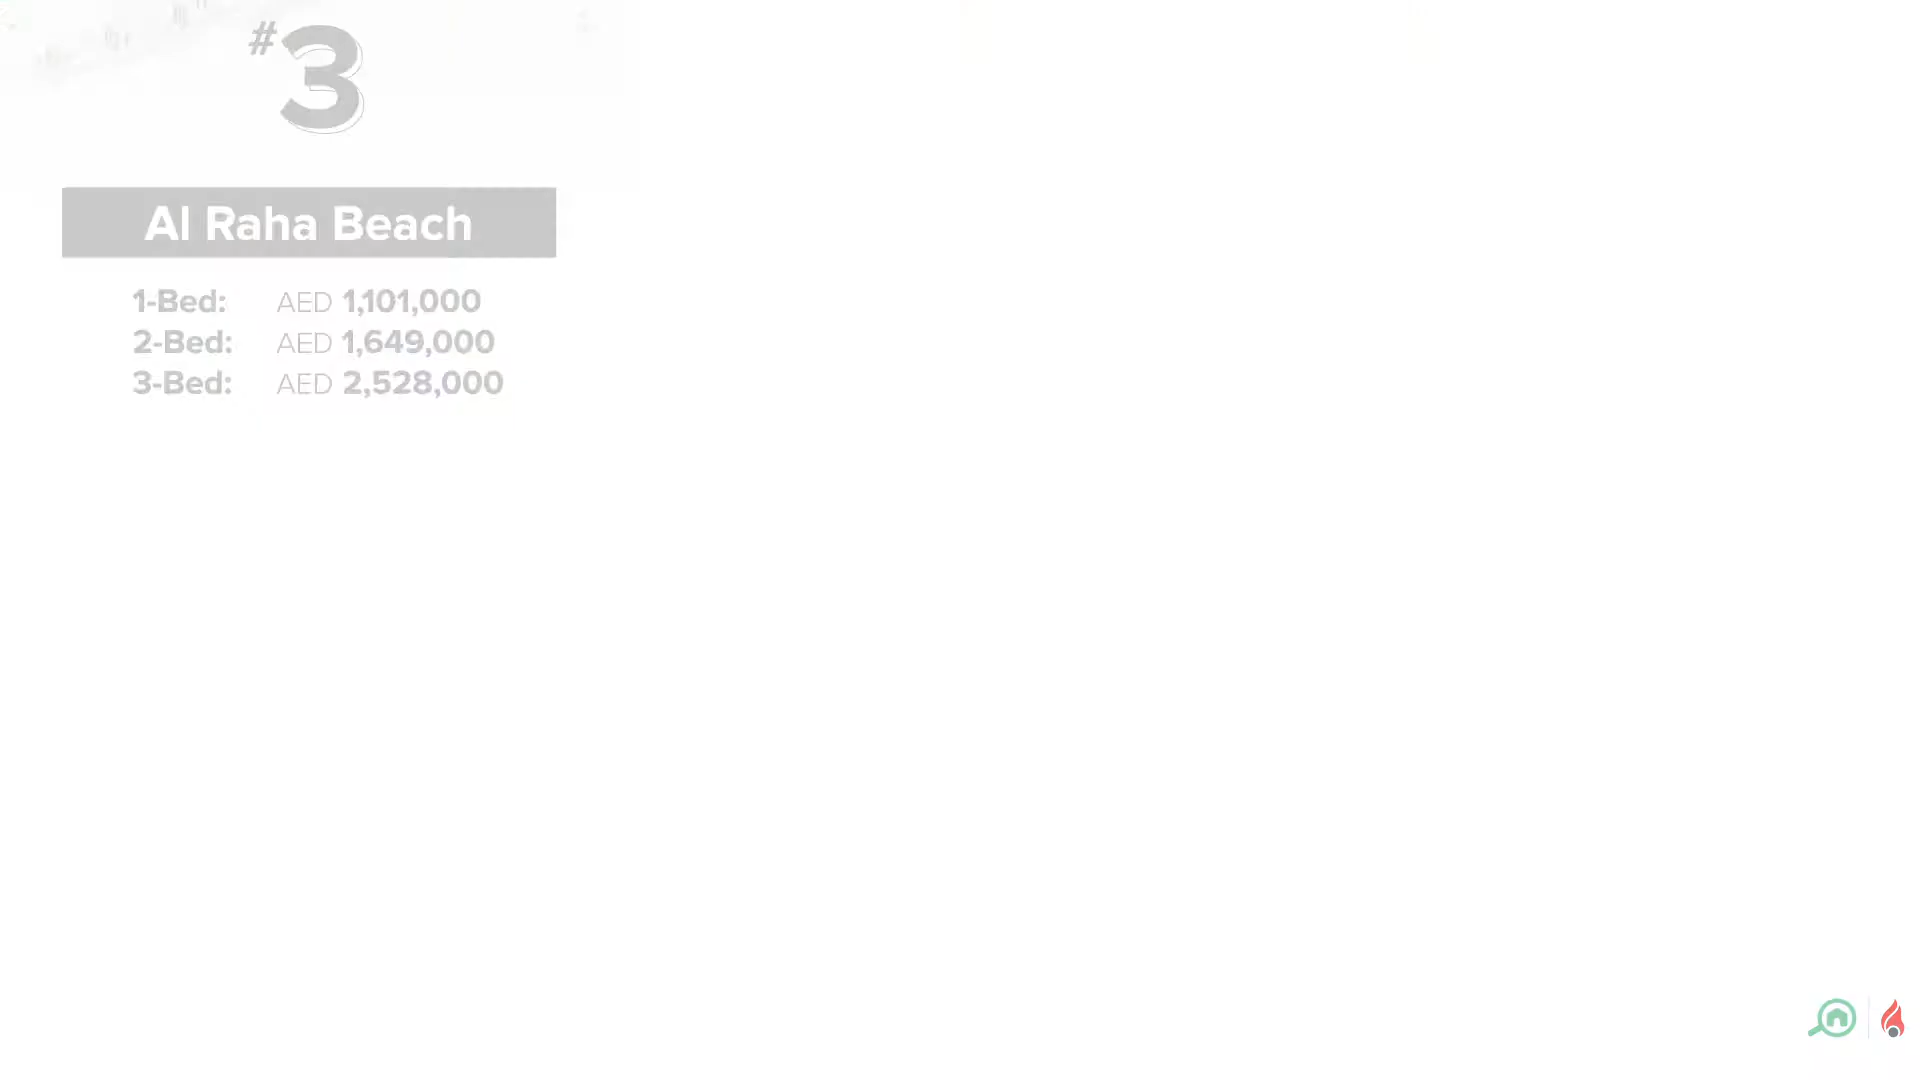 #3
Al Raha Beach
1-Bed: AED 1,101,000
2-Bed: AED 1,649,000
3-Bed: AED 2,528,000